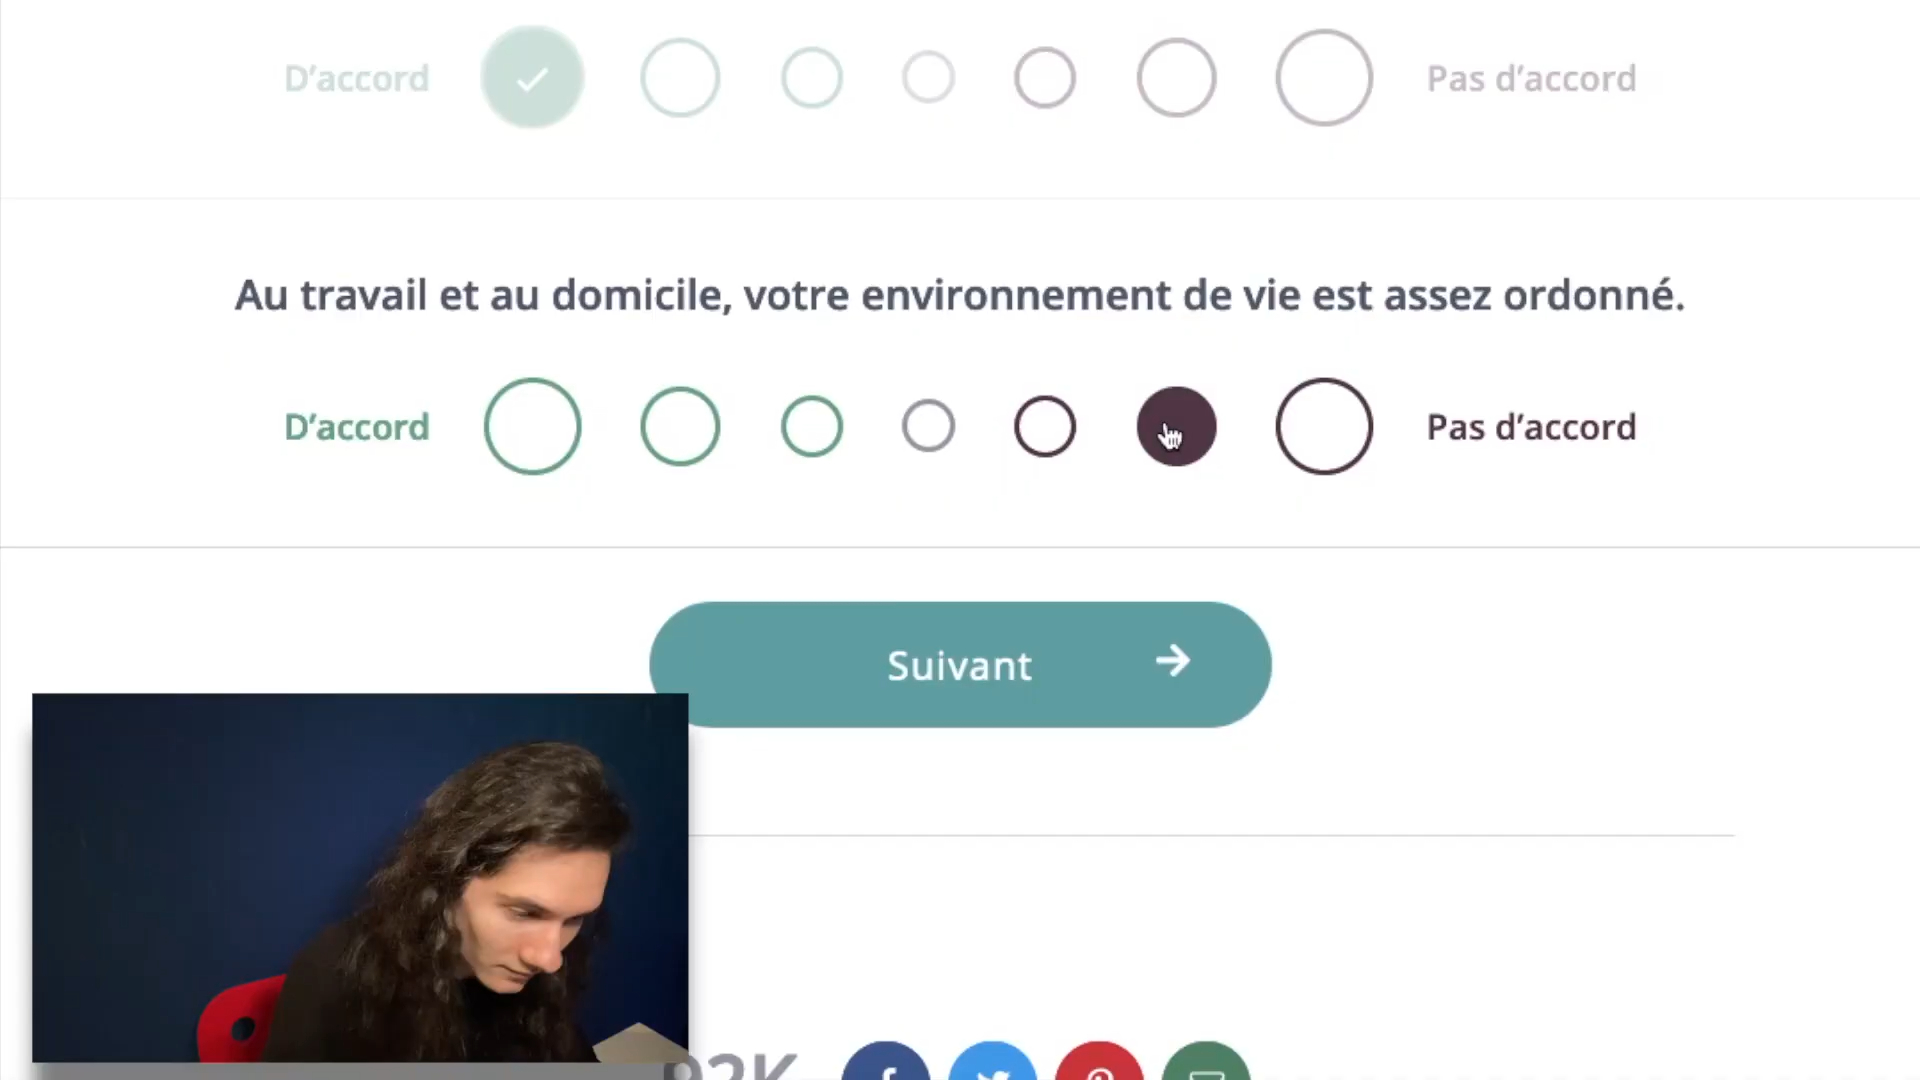 D’accord Pas d’accord
Au travail et au domicile, votre environnement de vie est assez ordonné.
D’accord Pas d’accord
Suivant
92K